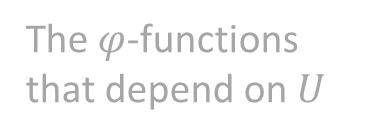 The φ-functions
that depend on U